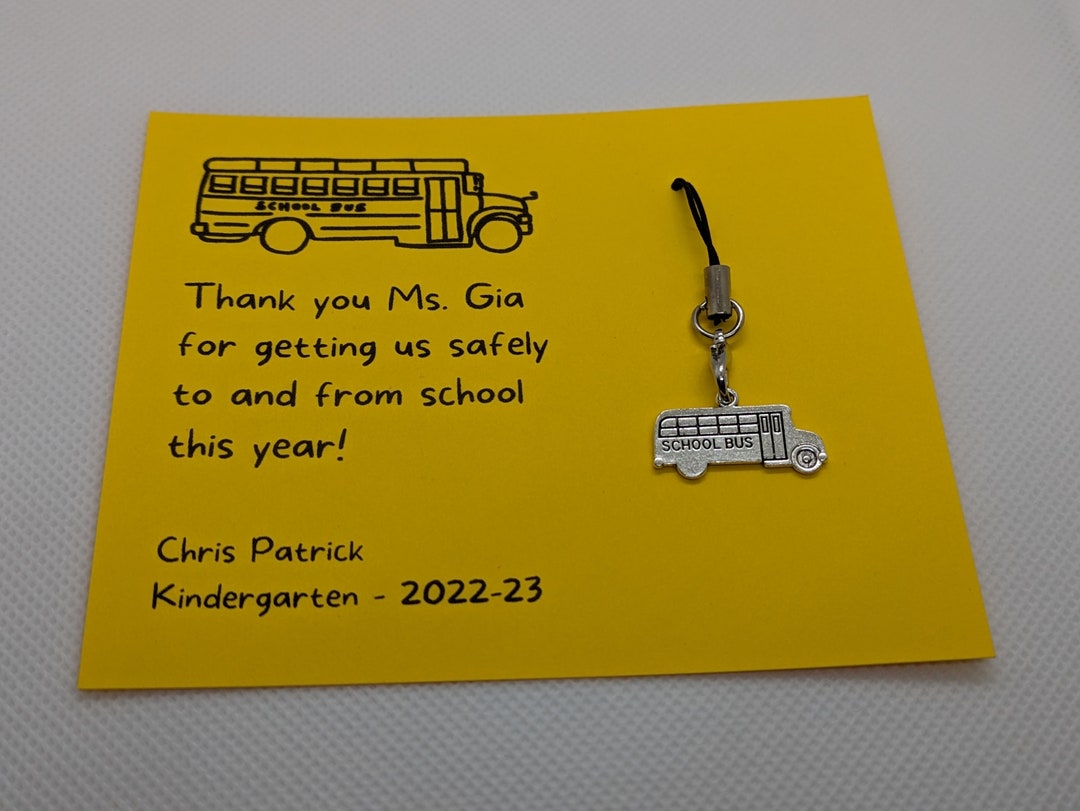 SCHOOL BUS
Thank you Ms. Gia
for getting us safely
to and from school
this year!
Chris Patrick
Kindergarten - 2022-23
SCHOOL BUS